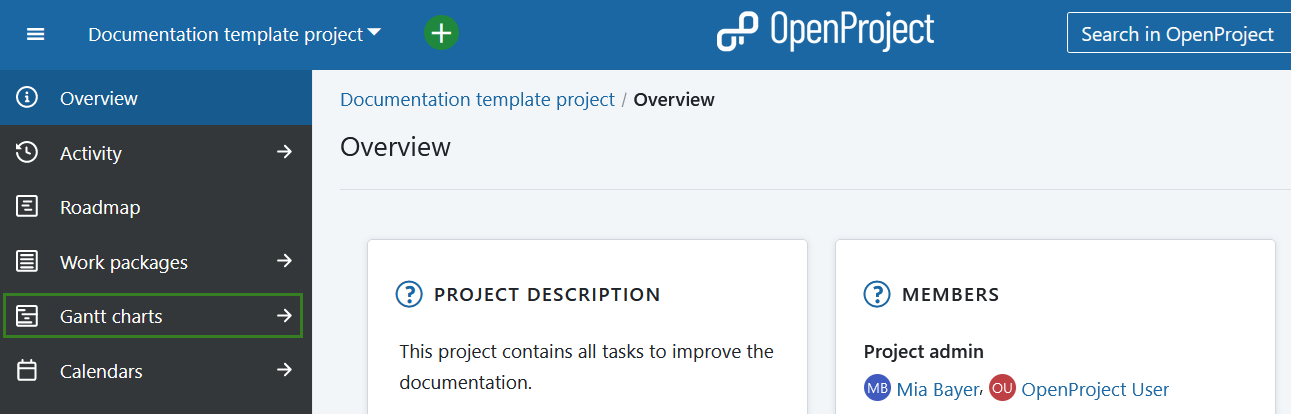 Documentation template project
OpenProject
Search in OpenProject
Overview
Activity
Roadmap
Work packages
Gantt charts
Calendars
Documentation template project / Overview
Overview
PROJECT DESCRIPTION
This project contains all tasks to improve the
documentation.
MEMBERS
Project admin
MB Mia Bayer, OU OpenProject User